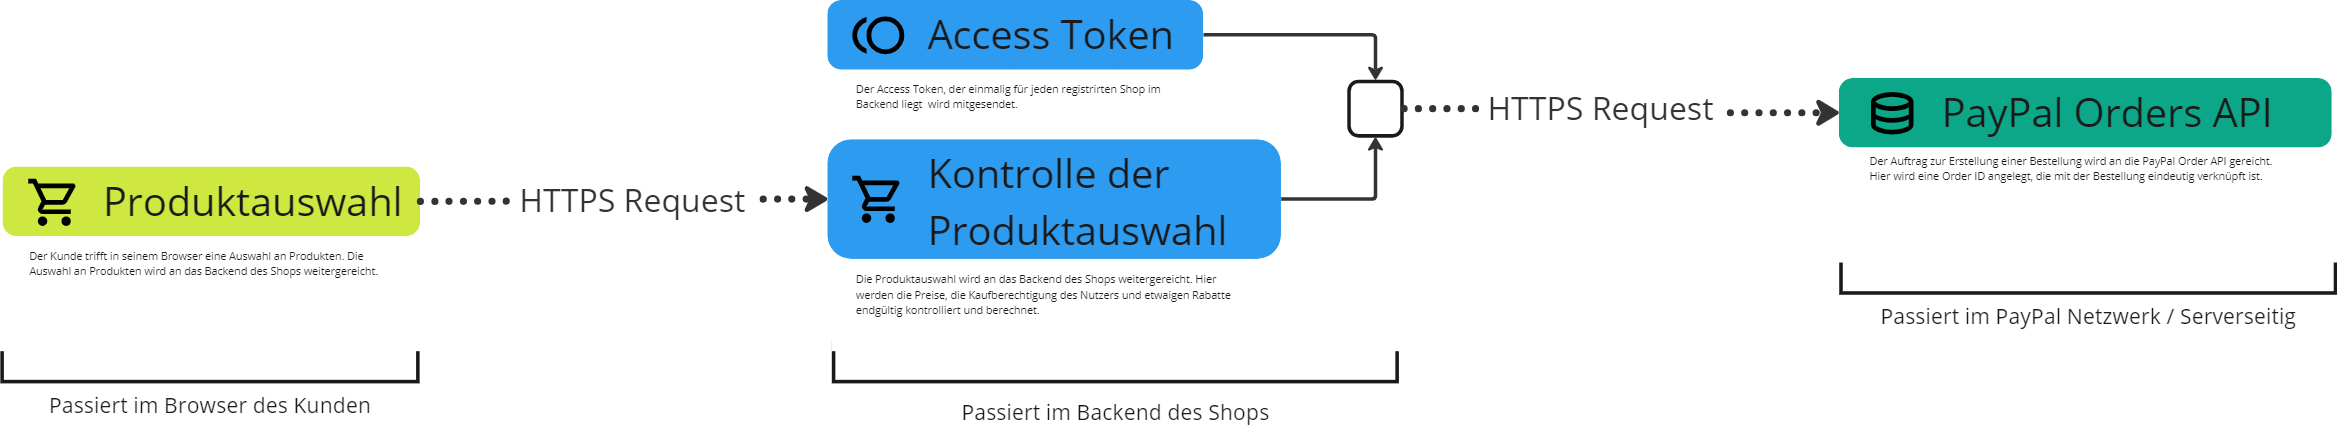 Access Token
Der Access Token, der einmalig für jeden registrirten Shop im
Backend liegt wird mitgesendet.
HTTPS Request
PayPal Orders API
Der Auftrag zur Erstellung einer Bestellung wird an die PayPal Order API gereicht.
Hier wird eine Order ID angelegt, die mit der Bestellung eindeutig verknüpft ist.
Produktauswahl
HTTPS Request
Kontrolle der
Produktauswahl
Der Kunde trifft in seinem Browser eine Auswahl an Produkten. Die
Auswahl an Produkten wird an das Backend des Shops weitergereicht.
Die Produktauswahl wird an das Backend des Shops weitergereicht. Hier
werden die Preise, die Kaufberechtigung des Nutzers und etwaigen Rabatte
endgültig kontrolliert und berechnet.
Passiert im PayPal Netzwerk / Serverseitig
Passiert im Browser des Kunden
Passiert im Backend des Shops